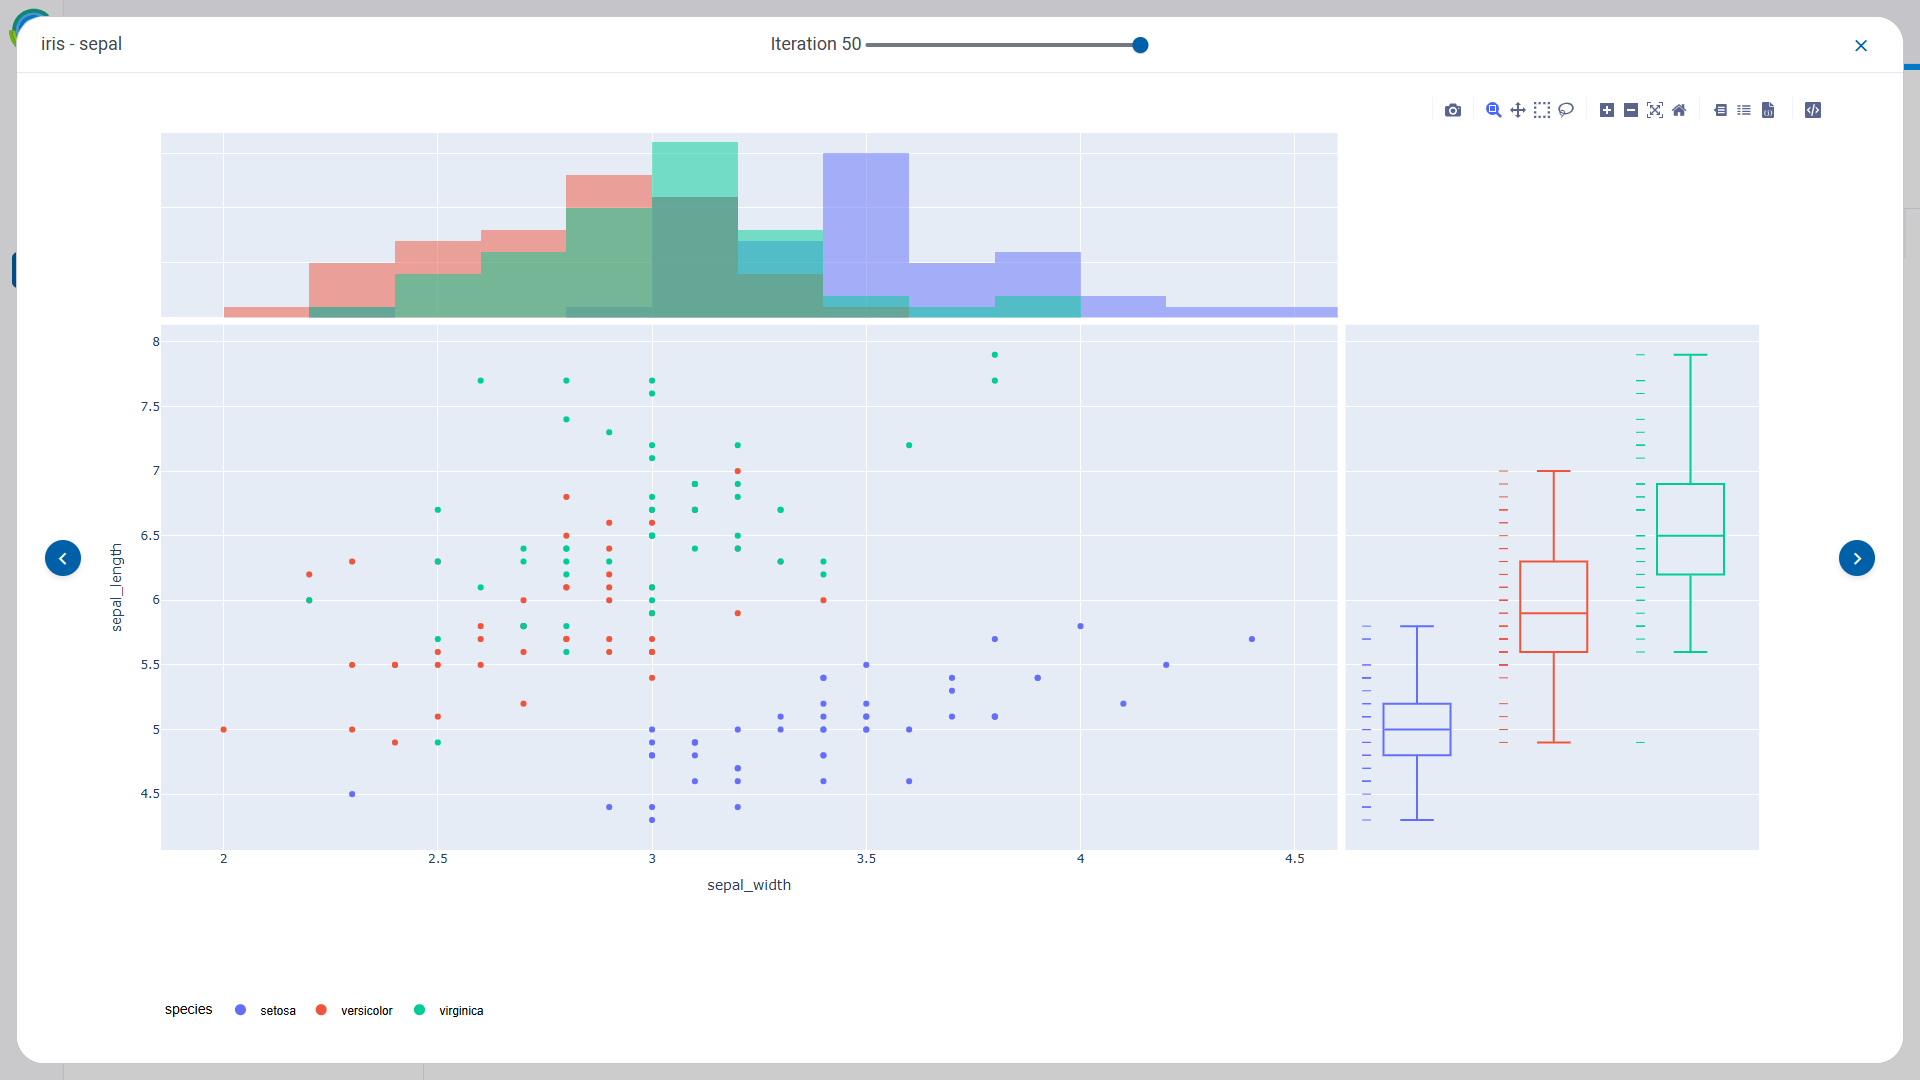 iris - sepal
Iteration 50
8
7.5
7
6.5
6
5.5
5
4.5
sepal_length
2
2.5
3
3.5
4
4.5
sepal_width
species
setosa
versicolor
virginica